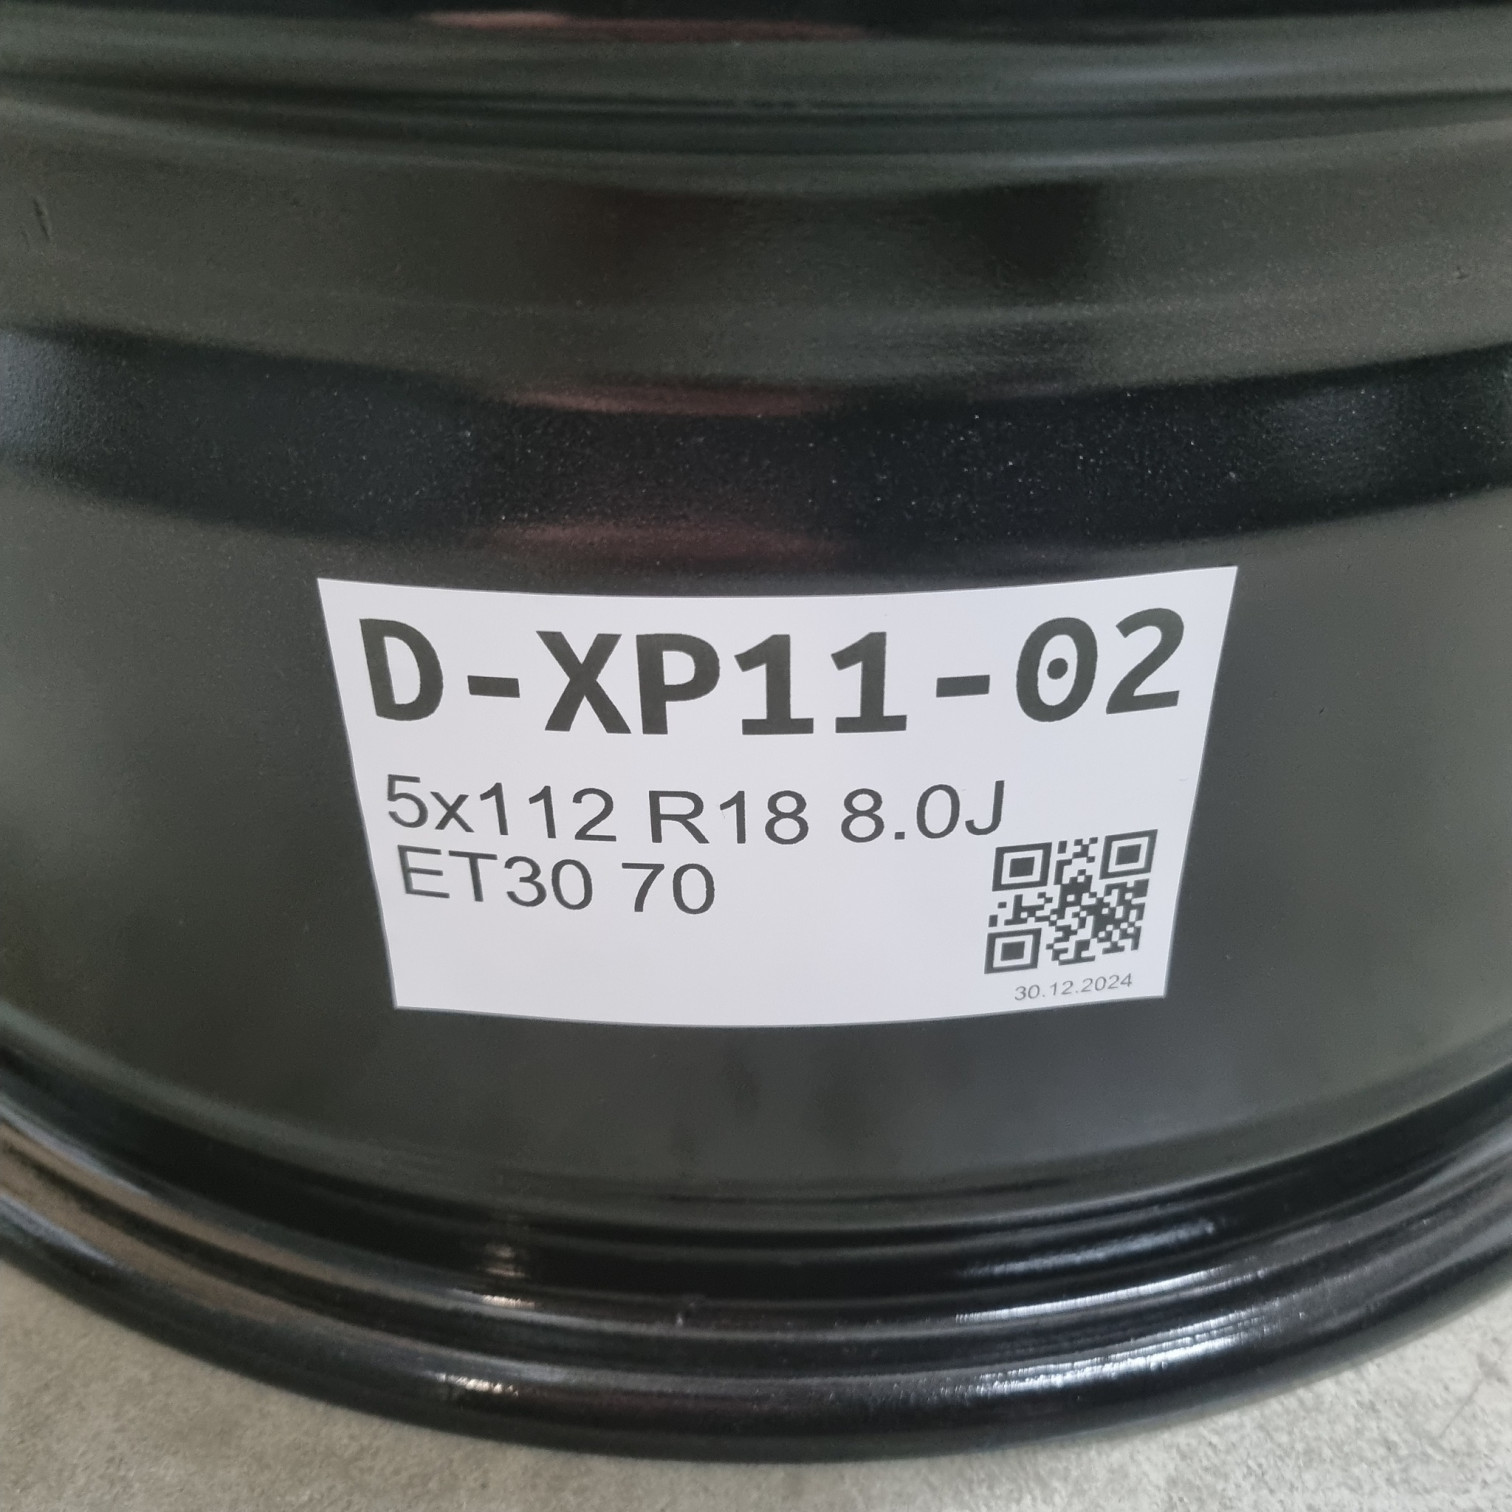 D-XP11-02
5x112 R18 8.0J
ET30 70
30.12.2024